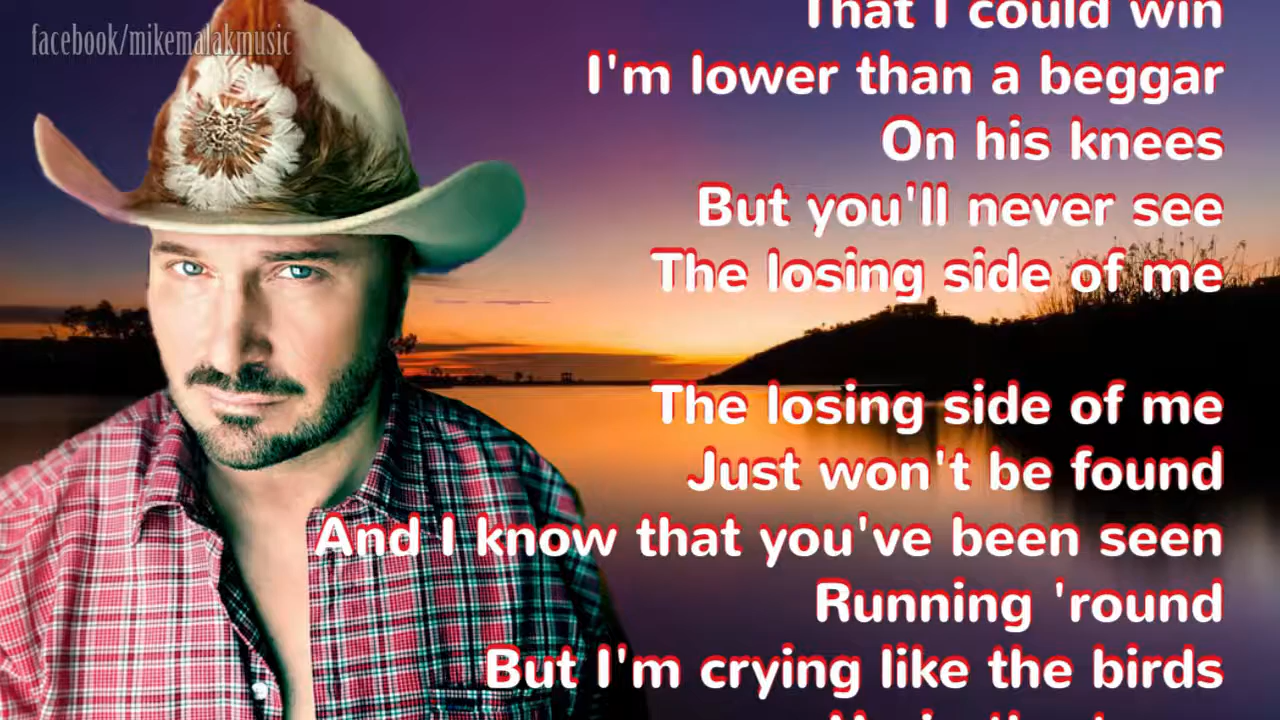 facebook/mikemalakmusic
That I could win
I'm lower than a beggar
On his knees
But you'll never see
The losing side of me
The losing side of me
Just won't be found
And I know that you've been seen
Running 'round
But I'm crying like the birds